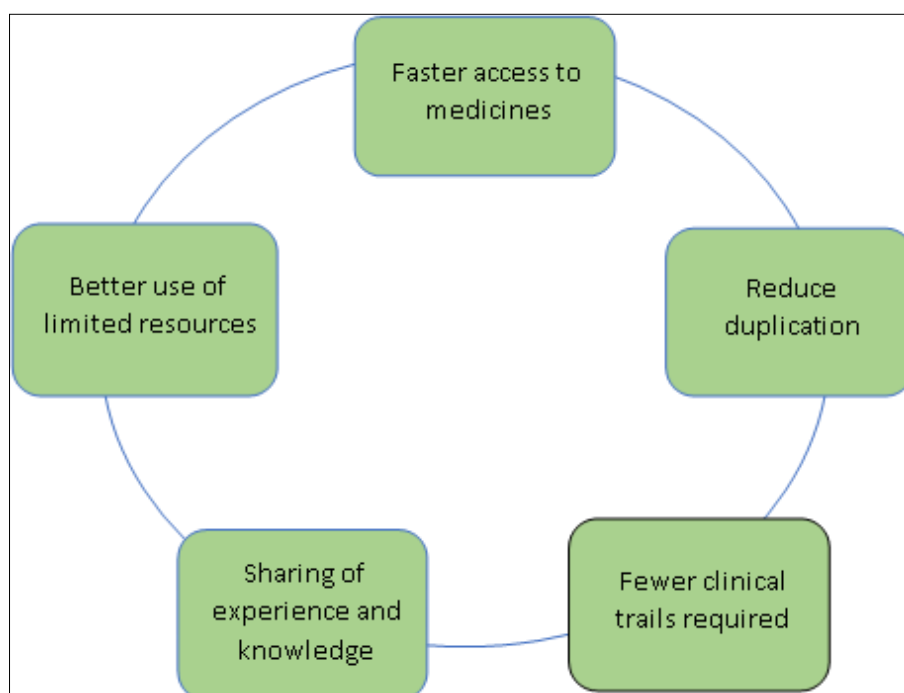 Faster access to
medicines
Reduce
duplication
Fewer clinical
trails required
Sharing of
experience and
knowledge
Better use of
limited resources